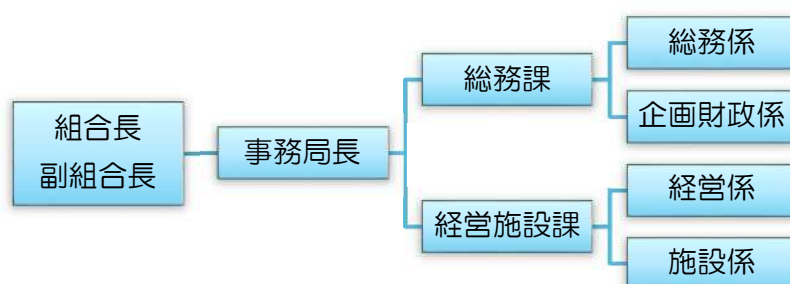 組合長
副組合長
事務局長
総務課
総務係
企画財政係
経営施設課
経営係
施設係